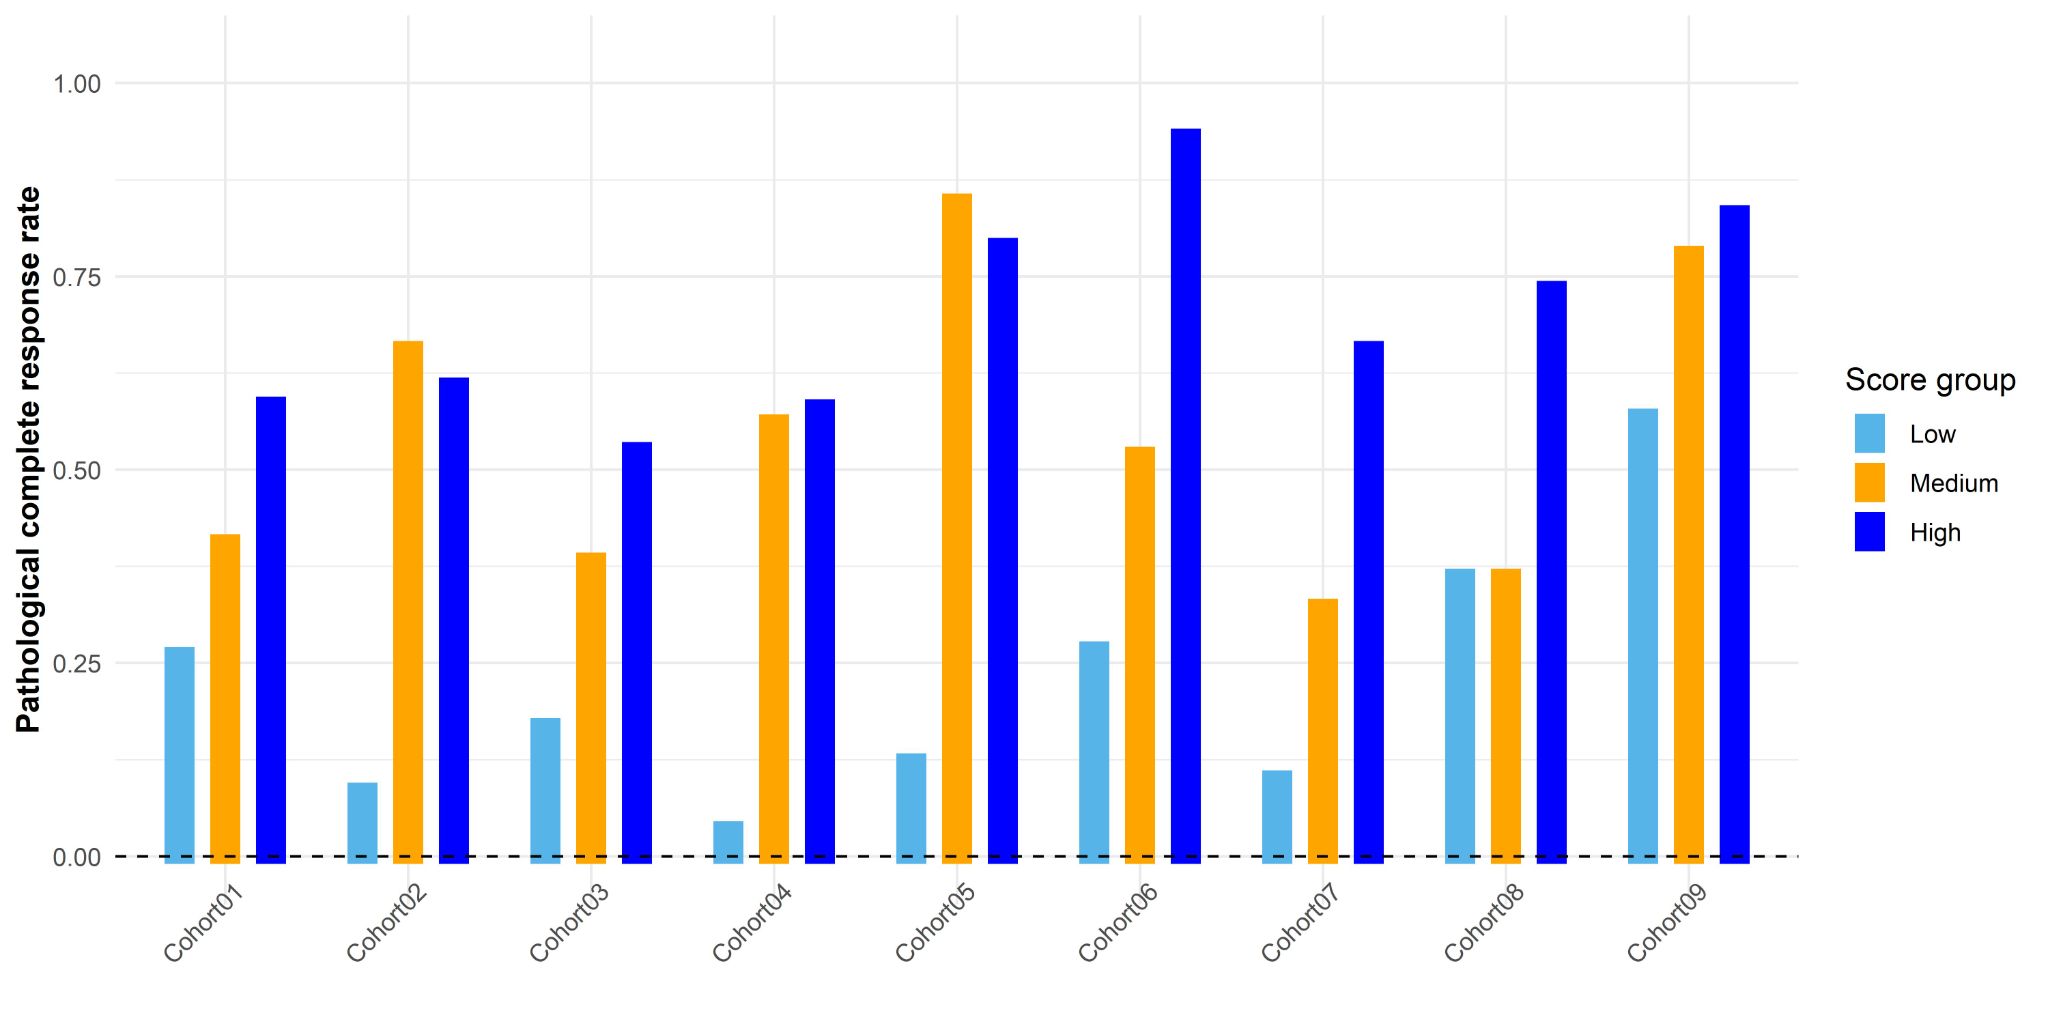 Pathological complete response rate
1.00
0.75
0.50
0.25
0.00
Cohort01
Cohort02
Cohort03
Cohort04
Cohort05
Cohort06
Cohort07
Cohort08
Cohort09
Score group
Low
Medium
High